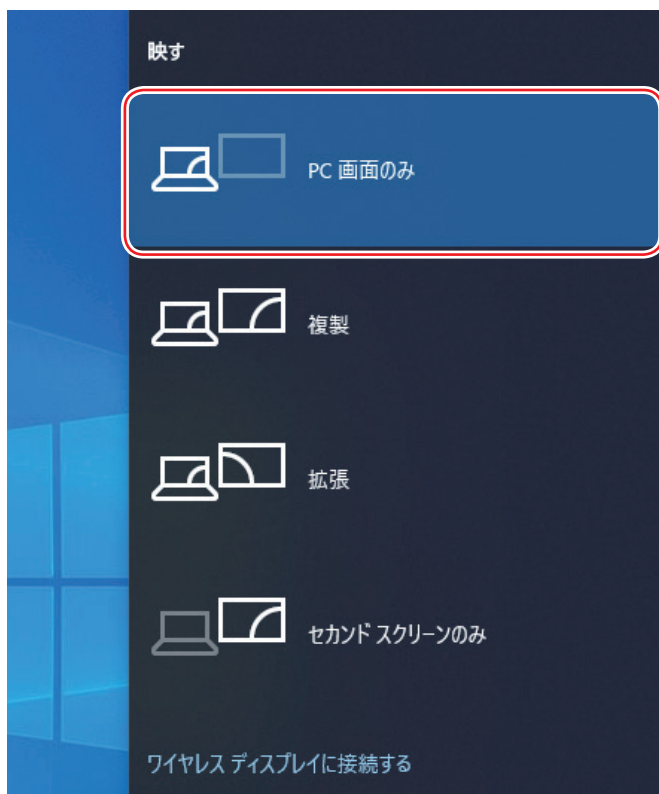 映す
PC 画面のみ
複製
拡張
セカンド スクリーンのみ
ワイヤレス ディスプレイに接続する